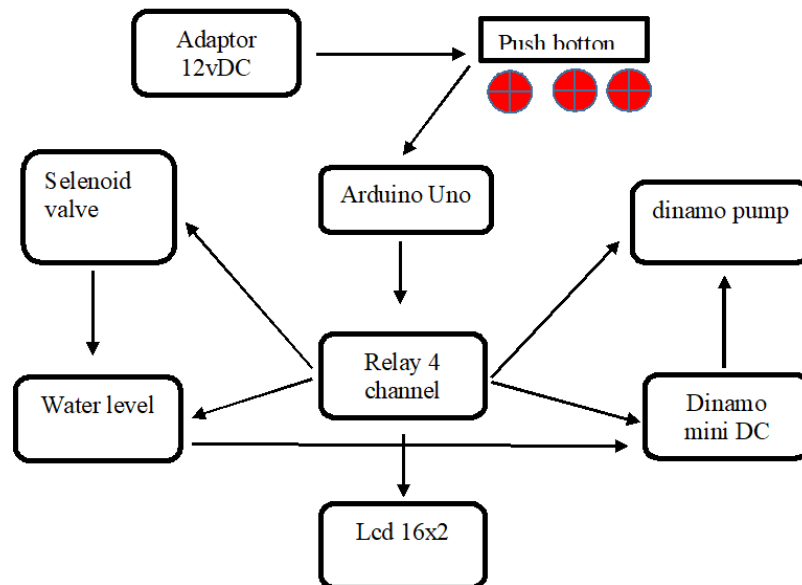 Adaptor
12vDC
Push botton
Selenoid
valve
Arduino Uno
dinamo pump
Relay 4
channel
Water level
Dinamo
mini DC
Lcd 16x2